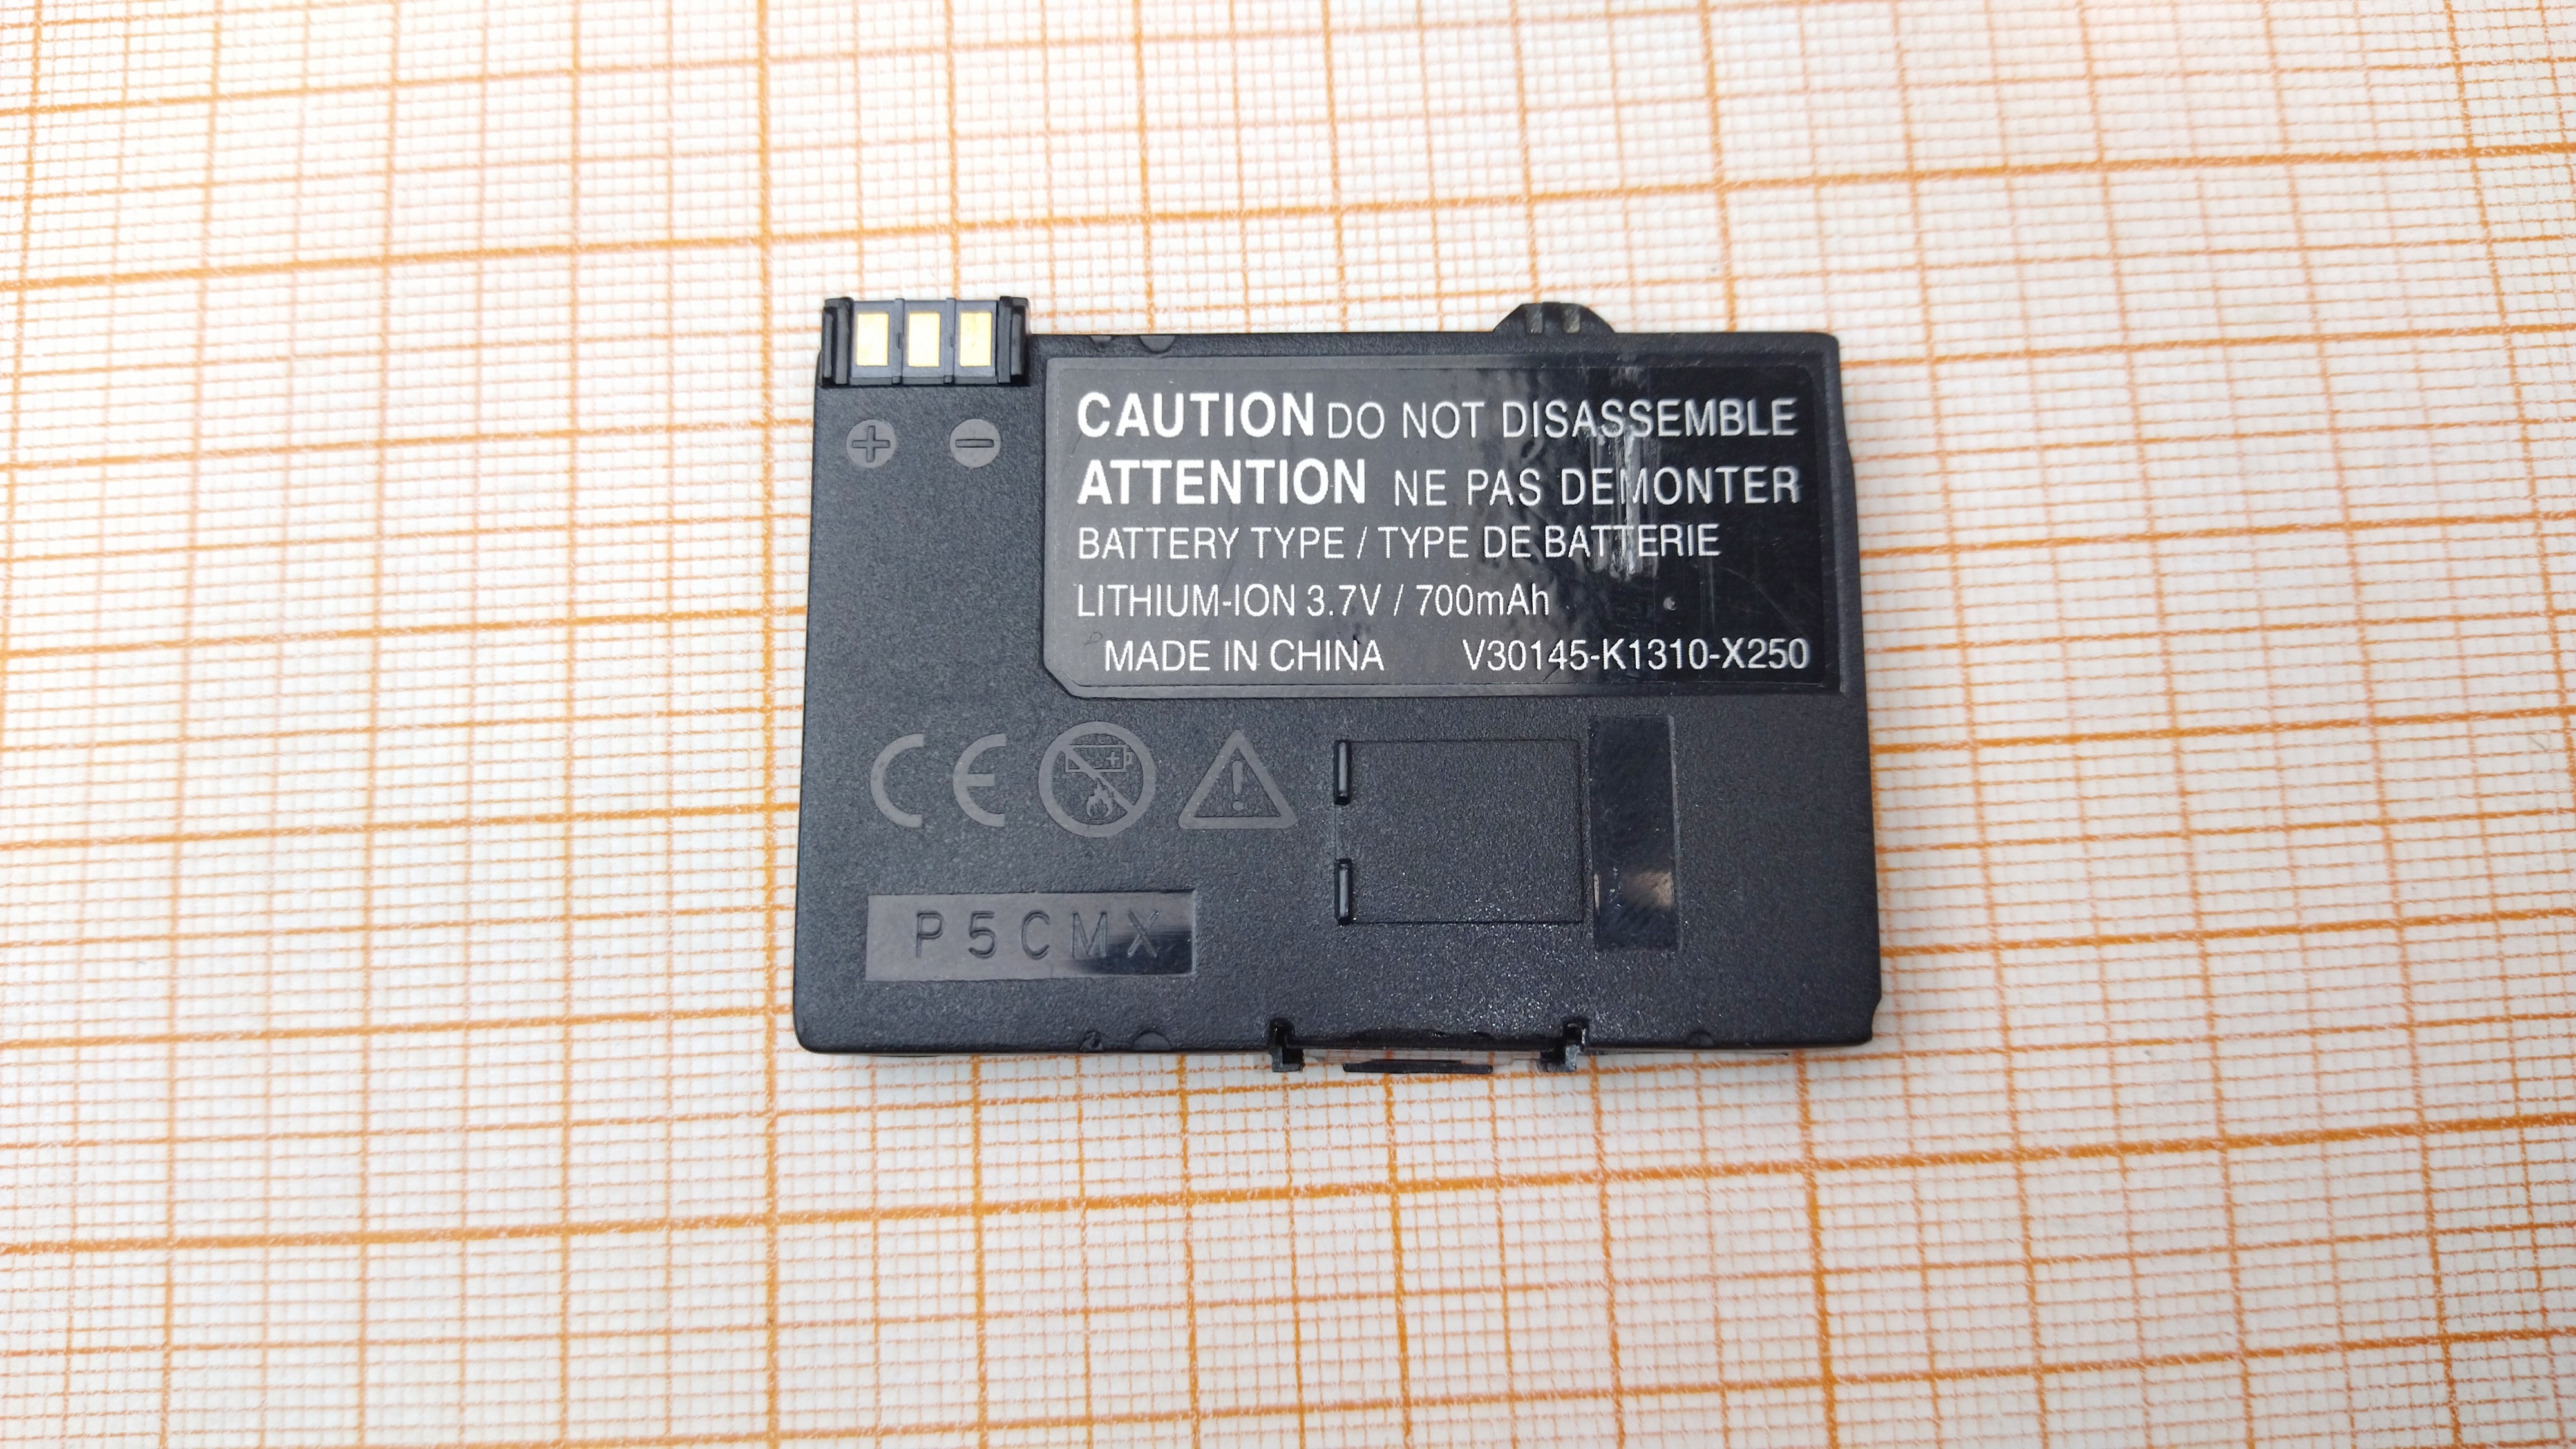 CAUTION DO NOT DISASSEMBLE
ATTENTION NE PAS DEMONTER
BATTERY TYPE / TYPE DE BATTERIE
LITHIUM-ION 3.7V / 700mAh
MADE IN CHINA V30145-K1310-X250
CE
P5CMX